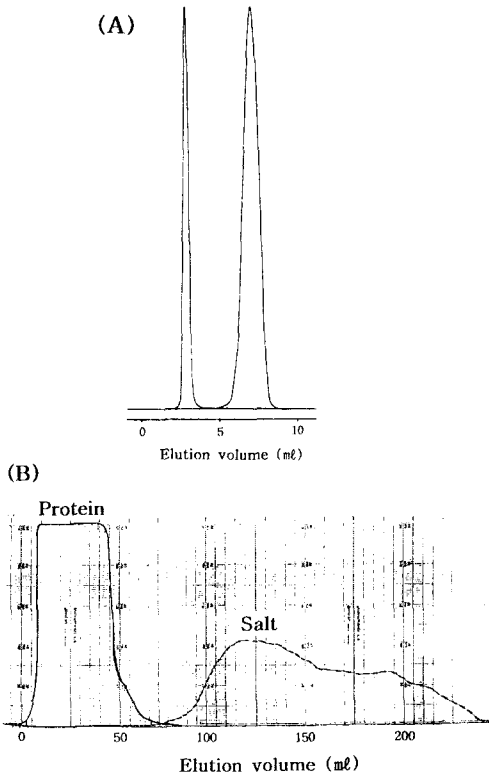 (A)
0 5 10
Elution volume (mℓ)
(B)
Protein
Salt
0 50 100 150 200
Elution volume (mℓ)